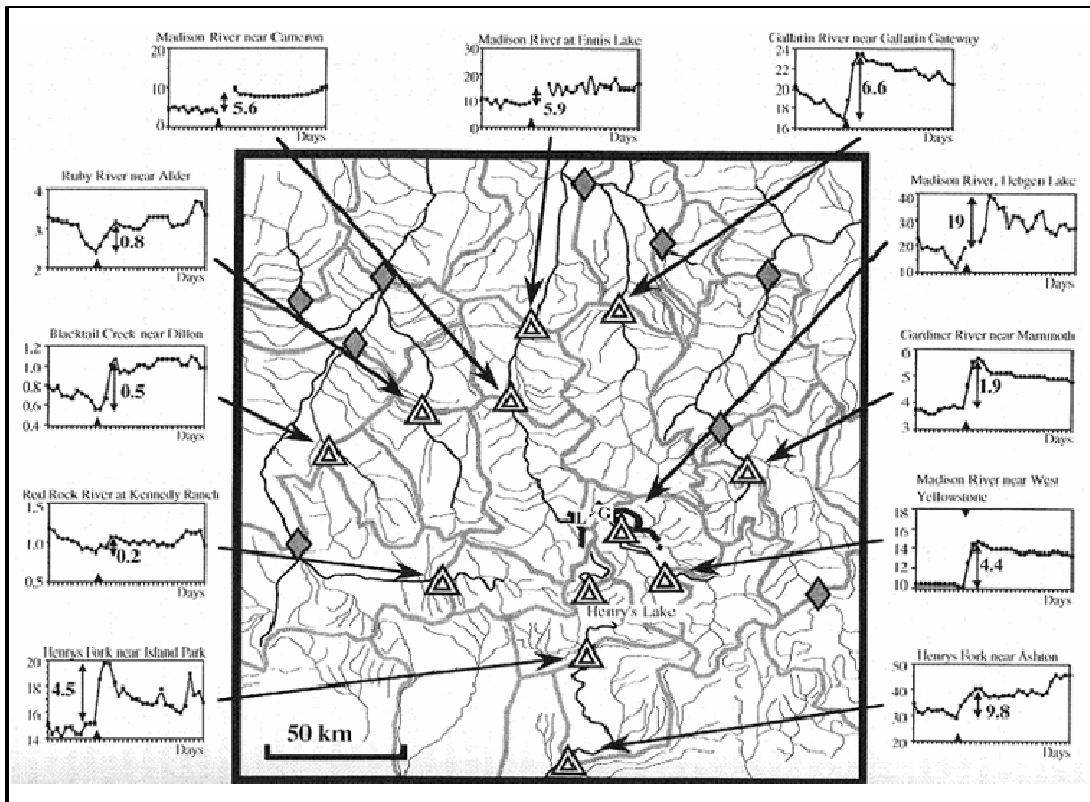 Madison River near Cameron
20
10
0
5.6
Days
Madison River at Ennis Lake
30
20
10
0
5.9
Days
Gallatin River near Gallatin Gateway
24
22
20
18
16
6.6
Days
Ruby River near Alder
4
3
2
0.8
Days
Madison River, Hebgen Lake
40
30
20
10
19
Days
Blacktail Creek near Dillon
1.2
1.0
0.8
0.6
0.4
0.5
Days
Gardiner River near Mammoth
6
5
4
3
1.9
Days
Red Rock River at Kennedy Ranch
1.5
1.0
0.5
0.2
Days
Madison River near West
Yellowstone
18
14
12
10
4.4
Days
L
G
Henry's Lake
Henrys Fork near Island Park
20
18
16
14
4.5
Days
Henrys Fork near Ashton
50
40
30
20
9.8
Days
50 km